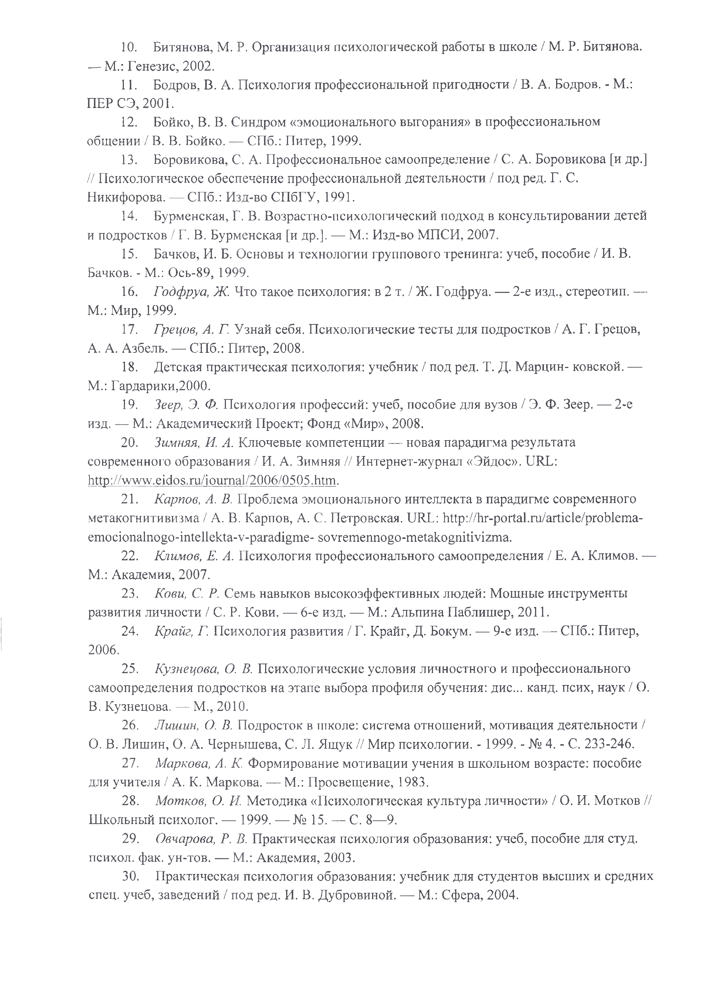 10. Битянова, М. Р. Организация психологической работы в школе / М. Р. Битянова.
— М.: Генезис, 2002.
11. Бодров, В. А. Психология профессиональной пригодности / В. А. Бодров. - М.:
ПЕР СЭ, 2001.
12. Бойко, В. В. Синдром «эмоционального выгорания» в профессиональном
общении / В. В. Бойко. — СПб.: Питер, 1999.
13. Боровикова, С. А. Профессиональное самоопределение / С. А. Боровикова [и др.]
// Психологическое обеспечение профессиональной деятельности / под ред. Г. С.
Никифорова. — СПб.: Изд-во СПбГУ, 1991.
14. Бурменская, Г. В. Возрастно-психологический подход в консультировании детей
и подростков / Г. В. Бурменская [и др.]. — М.: Изд-во МПСИ, 2007.
15. Бачков, И. Б. Основы и технологии группового тренинга: учеб, пособие / И. В.
Бачков. - М.: Ось-89, 1999.
16. Годфруа, Ж. Что такое психология: в 2 т. / Ж. Годфруа. — 2-е изд., стереотип. —
М.: Мир, 1999.
17. Грецов, А. Г. Узнай себя. Психологические тесты для подростков / А. Г. Грецов,
А. А. Азбель. — СПб.: Питер, 2008.
18. Детская практическая психология: учебник / под ред. Т. Д. Марцин- ковской. —
М.: Гардарики,2000.
19. Зеер, Э. Ф. Психология профессий: учеб, пособие для вузов / Э. Ф. Зеер. — 2-е
изд. — М.: Академический Проект; Фонд «Мир», 2008.
20. Зимняя, И. А. Ключевые компетенции — новая парадигма результата
современного образования / И. А. Зимняя // Интернет-журнал «Эйдос». URL:
http://www.eidos.ru/journal/2006/0505.htm.
21. Карпов, А. В. Проблема эмоционального интеллекта в парадигме современного
метакогнитивизма / А. В. Карпов, А. С. Петровская. URL: http://hr-portal.ru/article/problema-
emocionalnogo-intellekta-v-paradigme- sovremennogo-metakognitivizma.
22. Климов, Е. А. Психология профессионального самоопределения / Е. А. Климов. —
М.: Академия, 2007.
23. Кови, С. Р. Семь навыков высокоэффективных людей: Мощные инструменты
развития личности / С. Р. Кови. — 6-е изд. — М.: Альпина Паблишер, 2011.
24. Крайг, Г. Психология развития / Г. Крайг, Д. Бокум. — 9-е изд. — СПб.: Питер,
2006.
25. Кузнецова, О. В. Психологические условия личностного и профессионального
самоопределения подростков на этапе выбора профиля обучения: дис... канд. псих, наук / О.
В. Кузнецова. — М., 2010.
26. Лишин, О. В. Подросток в школе: система отношений, мотивация деятельности /
О. В. Лишин, О. А. Чернышева, С. Л. Ящук // Мир психологии. - 1999. - № 4. - С. 233-246.
27. Маркова, А. К. Формирование мотивации учения в школьном возрасте: пособие
для учителя / А. К. Маркова. — М.: Просвещение, 1983.
28. Мотков, О. И. Методика «Психологическая культура личности» / О. И. Мотков //
Школьный психолог. — 1999. — № 15. — С. 8—9.
29. Овчарова, Р. В. Практическая психология образования: учеб, пособие для студ.
психол. фак. ун-тов. — М.: Академия, 2003.
30. Практическая психология образования: учебник для студентов высших и средних
спец. учеб, заведений / под ред. И. В. Дубровиной. — М.: Сфера, 2004.